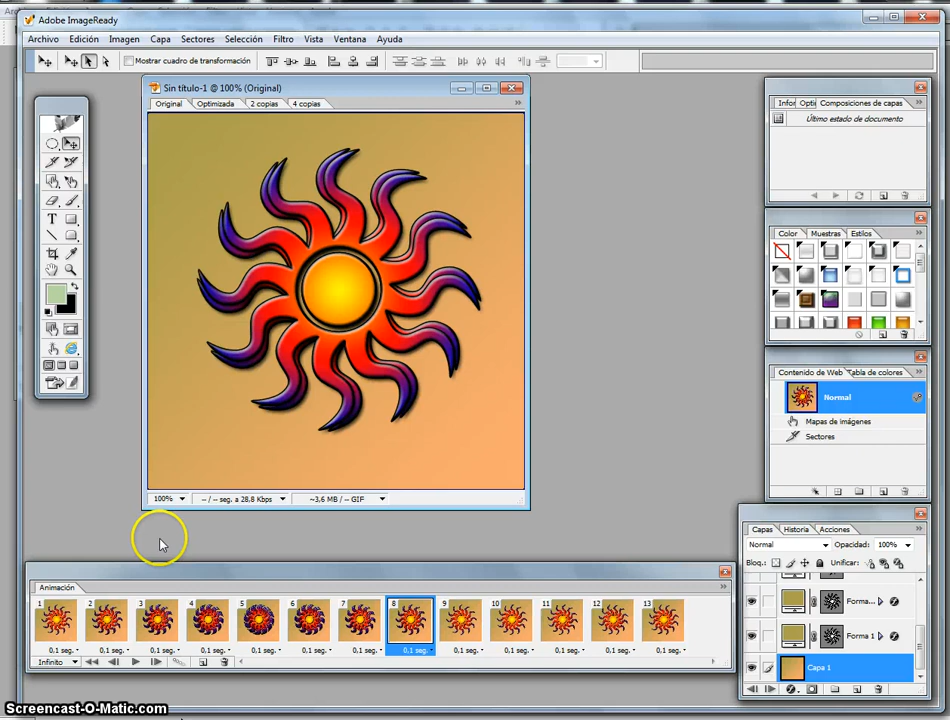 Adobe ImageReady
Archivo Edición Imagen Capa Sectores Selección Filtro Vista Ventana Ayuda
Mostrar cuadro de transformación
Sin título-1 @ 100% (Original)
Original Optimizada 2 copias 4 copias
100% -- / -- seg. a 28,8 Kbps ~3,6 MB / -- GIF
Infor Opti Composiciones de capas
Último estado de documento
Color Muestras Estilos
Contenido de Web Tabla de colores
Normal
Mapas de imágenes
Sectores
Capas Historia Acciones
Normal Opacidad: 100%
Bloq.: Unificar:
Forma...
Forma 1
Capa 1
Animación
1 2 3 4 5 6 7 8 9 10 11 12 13
0,1 seg. 0,1 seg. 0,1 seg. 0,1 seg. 0,1 seg. 0,1 seg. 0,1 seg. 0,1 seg. 0,1 seg. 0,1 seg. 0,1 seg. 0,1 seg. 0,1 seg.
Infinito
Screencast-O-Matic.com